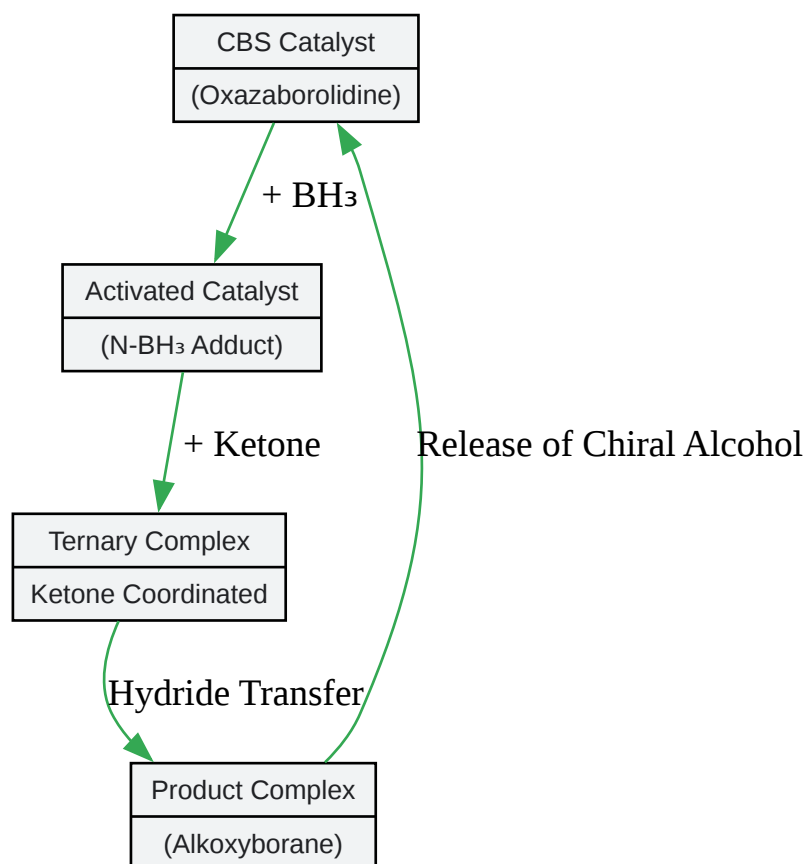 CBS Catalyst
(Oxazaborolidine)
+ BH₃
Activated Catalyst
(N-BH₃ Adduct)
+ Ketone
Release of Chiral Alcohol
Ternary Complex
Ketone Coordinated
Hydride Transfer
Product Complex
(Alkoxyborane)